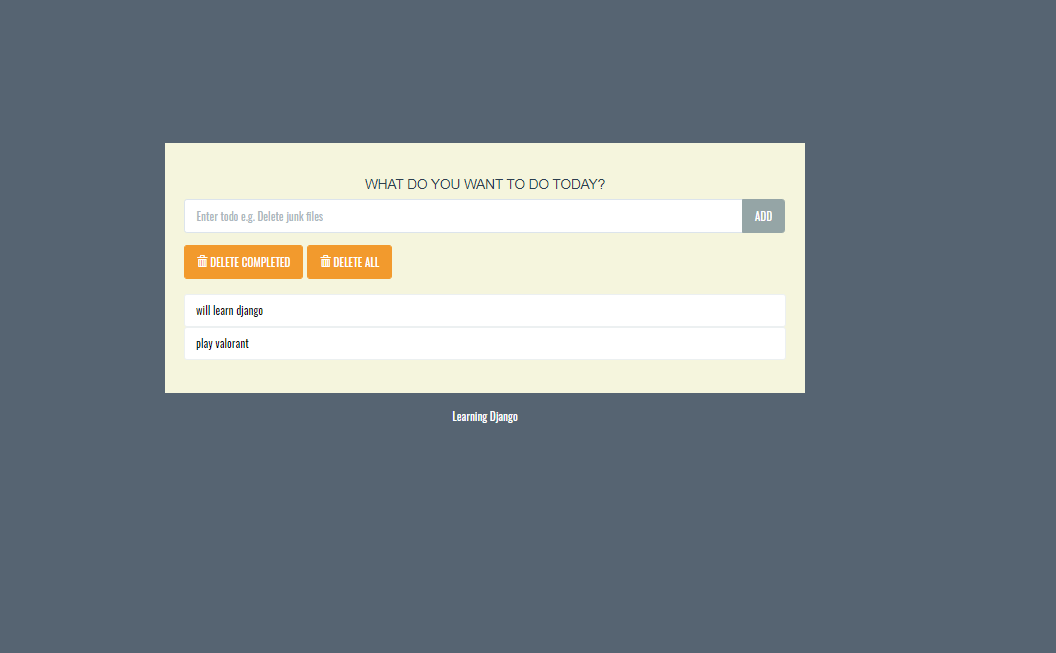 WHAT DO YOU WANT TO DO TODAY?
Enter todo e.g. Delete junk files
ADD
DELETE COMPLETED DELETE ALL
will learn django
play valorant
Learning Django